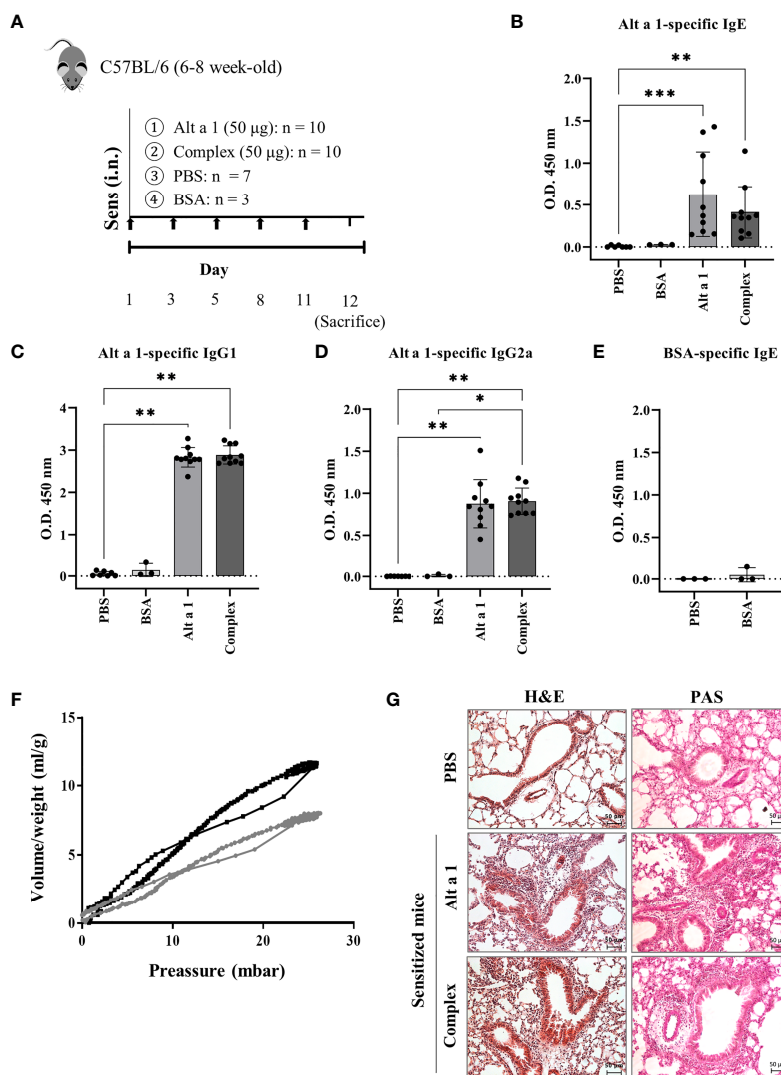 A
C57BL/6 (6-8 week-old)
Sens (i.n.)
① Alt a 1 (50 µg): n = 10
② Complex (50 µg): n = 10
③ PBS: n = 7
④ BSA: n = 3
Day
1 3 5 8 11 12
(Sacrifice)
B
Alt a 1-specific IgE
**
***
O.D. 450 nm
2.0
1.5
1.0
0.5
0.0
PBS
BSA
Alt a 1
Complex
C
Alt a 1-specific IgG1
**
**
O.D. 450 nm
4
3
2
1
0
PBS
BSA
Alt a 1
Complex
D
Alt a 1-specific IgG2a
**
*
**
O.D. 450 nm
2.0
1.5
1.0
0.5
0.0
PBS
BSA
Alt a 1
Complex
E
BSA-specific IgE
O.D. 450 nm
2.0
1.5
1.0
0.5
0.0
PBS
BSA
F
Volume/weight (ml/g)
15
10
5
0
0 10 20 30
Preassure (mbar)
G
H&E PAS
PBS
50 µm
50 µ
Sensitized mice
Alt a 1
50 µm
50 µ
Complex
50 µm
50 µ